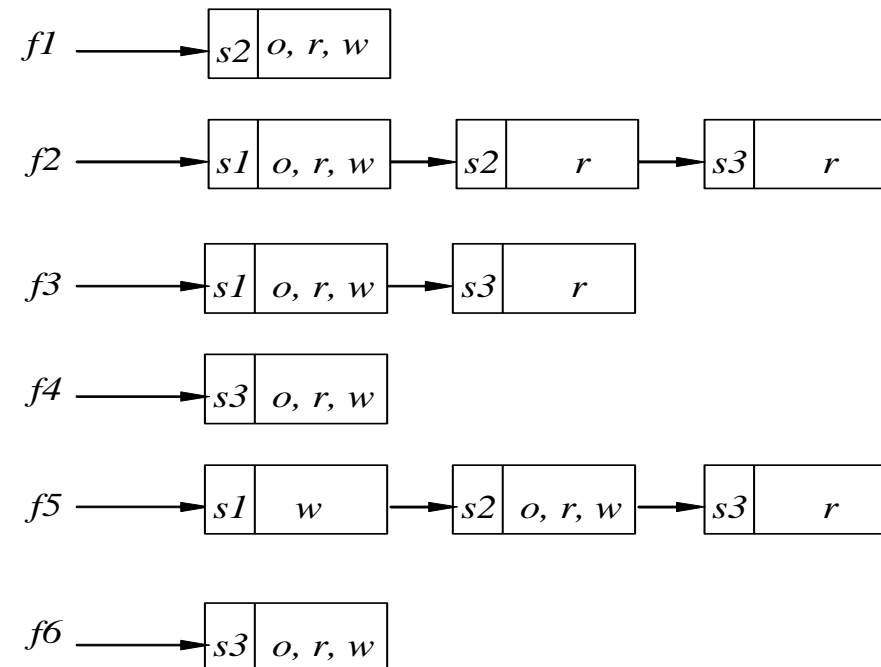 f1 s2 o, r, w
f2 s1 o, r, w s2 r s3 r
f3 s1 o, r, w s3 r
f4 s3 o, r, w
f5 s1 w s2 o, r, w s3 r
f6 s3 o, r, w